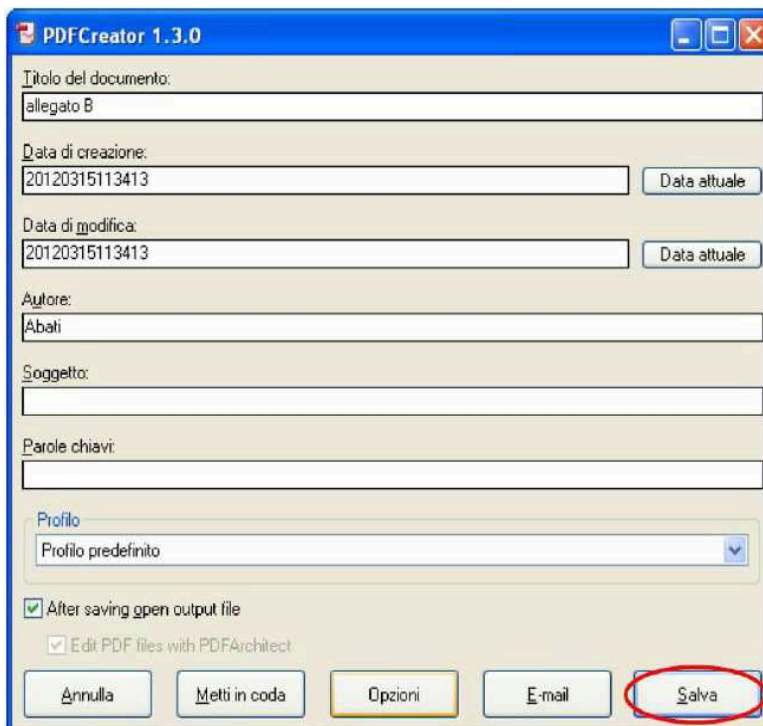 PDFCreator 1.3.0
Titolo del documento:
allegato B
Data di creazione:
20120315113413
Data attuale
Data di modifica:
20120315113413
Data attuale
Autore:
Abati
Soggetto:
Parole chiavi:
Profilo
Profilo predefinito
After saving open output file
Edit PDF files with PDFArchitect
Annulla
Metti in coda
Opzioni
E-mail
Salva